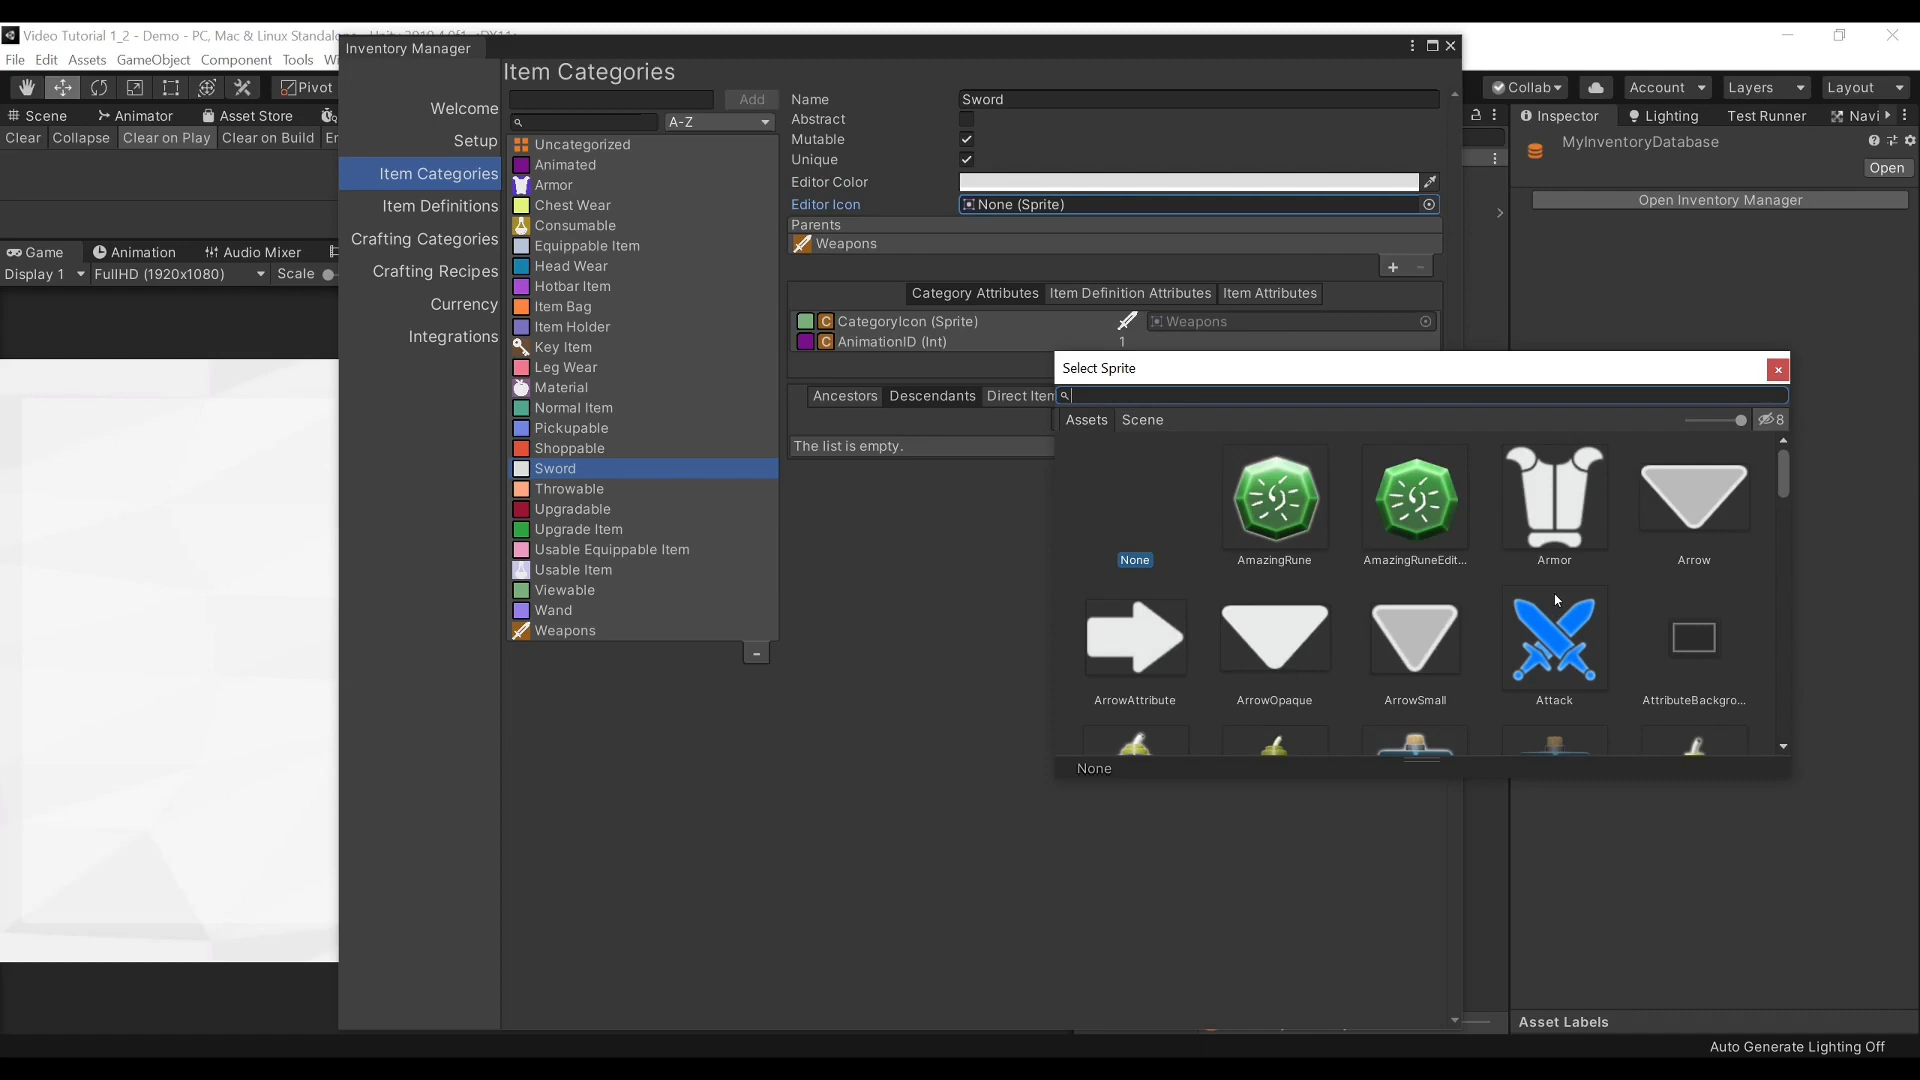 Video Tutorial 1_2 - Demo - PC, Mac & Linux Standalo
File Edit Assets GameObject Component Tools
Pivot
Collab
Account
Layers
Layout
Scene
Animator
Asset Store
Clear
Collapse
Clear on Play
Clear on Build
Game
Animation
Audio Mixer
Display 1
FullHD (1920x1080)
Scale
Inventory Manager
Welcome
Setup
Item Categories
Item Definitions
Crafting Categories
Crafting Recipes
Currency
Integrations
Item Categories
Add
A-Z
Uncategorized
Animated
Armor
Chest Wear
Consumable
Equippable Item
Head Wear
Hotbar Item
Item Bag
Item Holder
Key Item
Leg Wear
Material
Normal Item
Pickupable
Shoppable
Sword
Throwable
Upgradable
Upgrade Item
Usable Equippable Item
Usable Item
Viewable
Wand
Weapons
Name
Sword
Abstract
Mutable
Unique
Editor Color
Editor Icon
None (Sprite)
Parents
Weapons
Category Attributes
Item Definition Attributes
Item Attributes
C CategoryIcon (Sprite)
Weapons
C AnimationID (Int)
1
Ancestors
Descendants
Direct Item
The list is empty.
Select Sprite
Assets
Scene
8
None
AmazingRune
AmazingRuneEdit...
Armor
Arrow
ArrowAttribute
ArrowOpaque
ArrowSmall
Attack
AttributeBackgro...
None
Inspector
Lighting
Test Runner
Navi
MyInventoryDatabase
Open
Open Inventory Manager
Asset Labels
Auto Generate Lighting Off